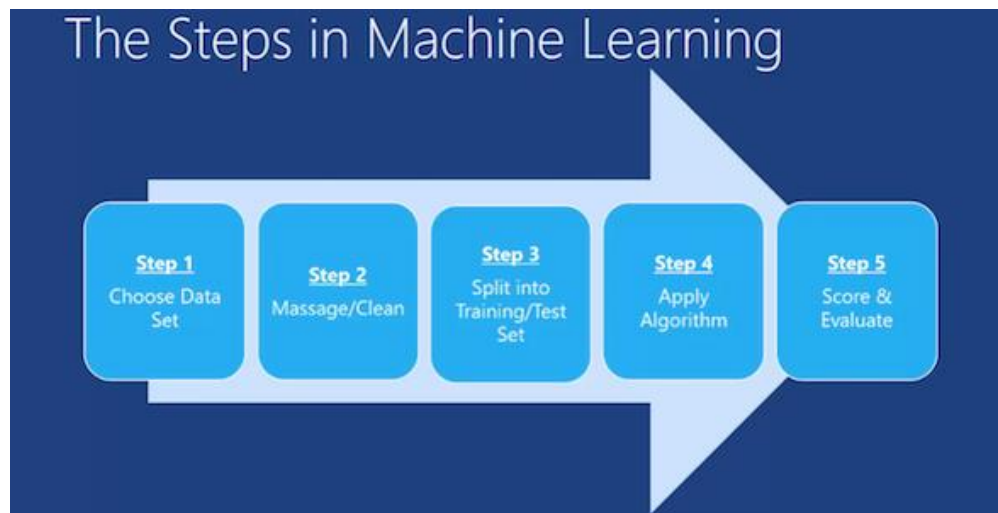 The Steps in Machine Learning
Step 1
Choose Data
Set
Step 2
Massage/Clean
Step 3
Split into
Training/Test
Set
Step 4
Apply
Algorithm
Step 5
Score &
Evaluate